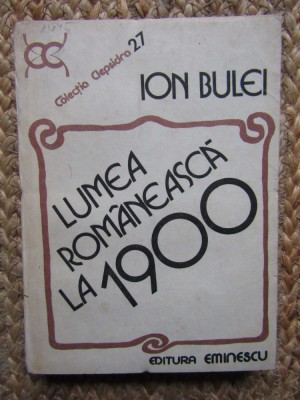 Colecția Clepsidra 27
ION BULEI
LUMEA
ROMÂNEASCĂ
LA 1900
EDITURA EMINESCU